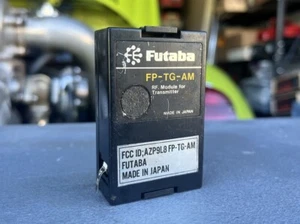 Futaba
FP-TG-AM
RF. Module for
Transmitter
MADE IN JAPAN
FCC ID;AZP9L8 FP-TG-AM
FUTABA
MADE IN JAPAN